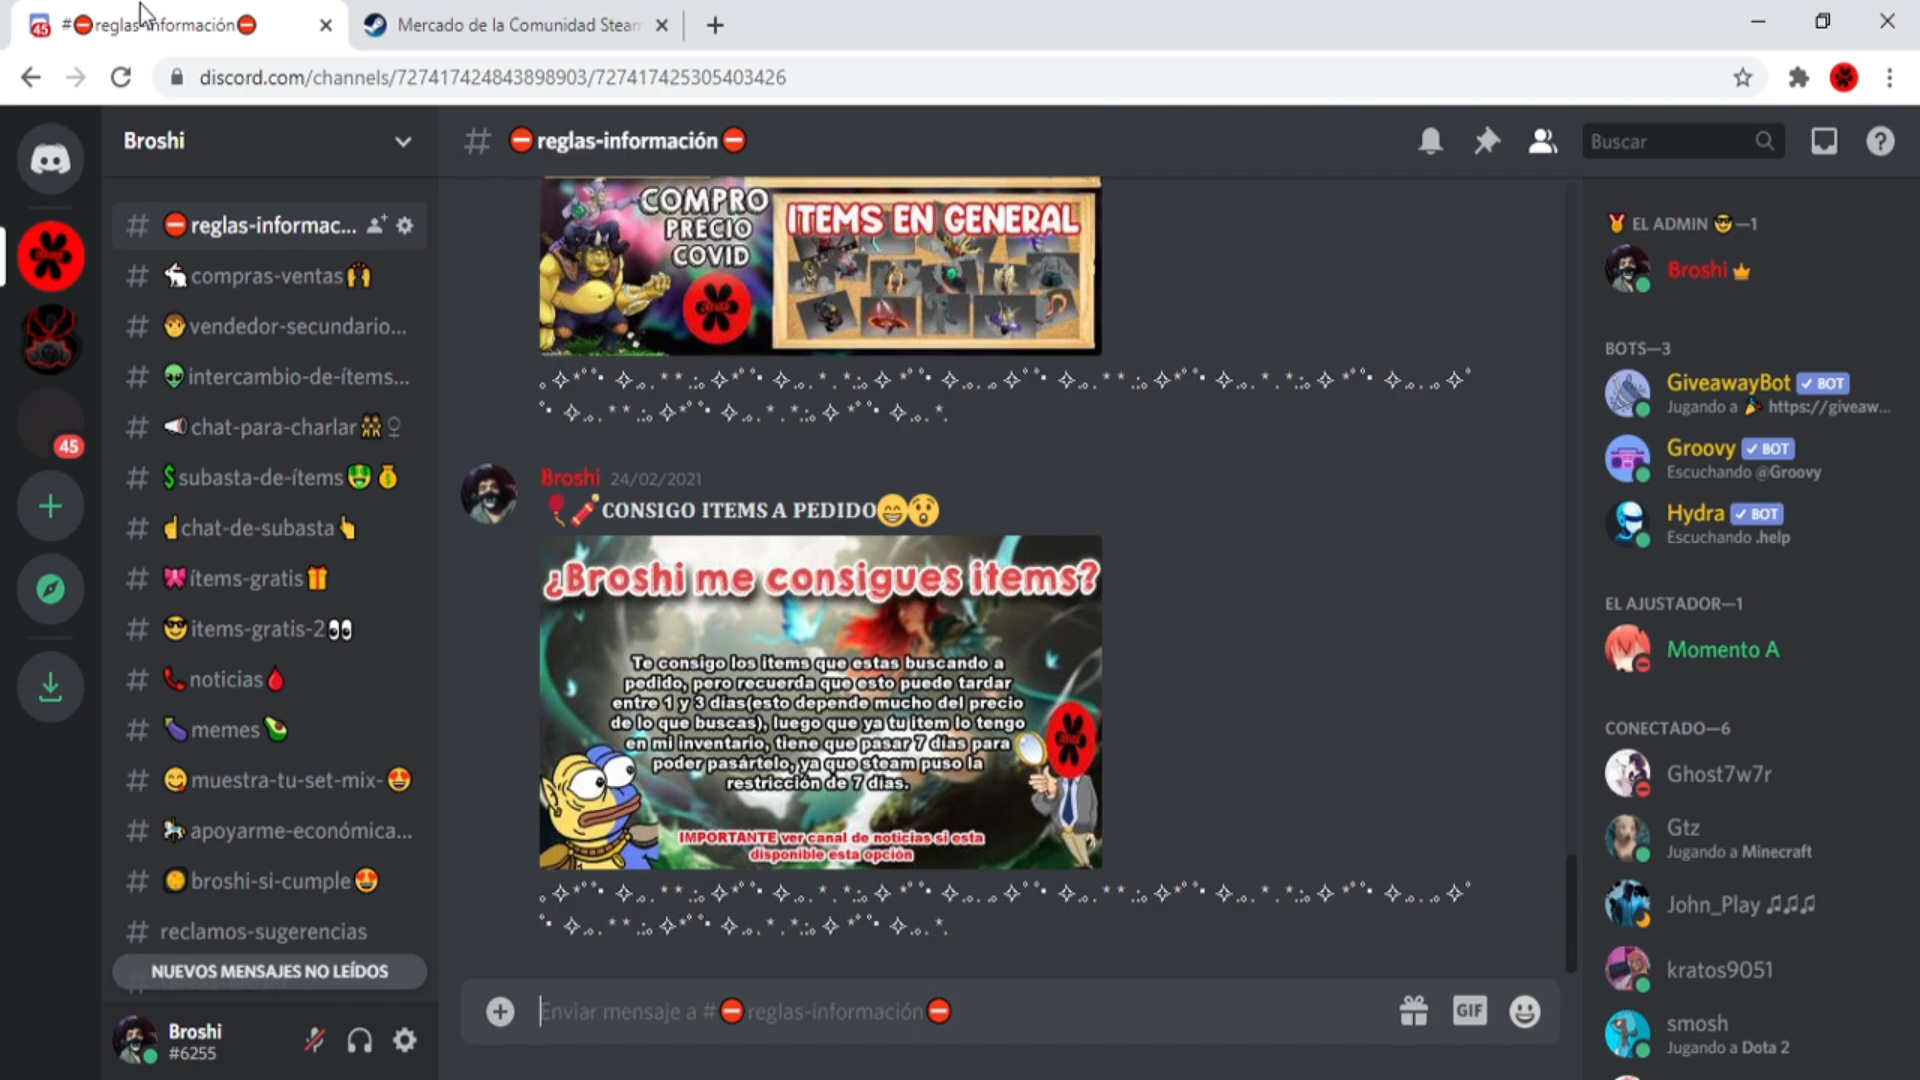 45
#⛔reglas-información⛔
Mercado de la Comunidad Steam
discord.com/channels/727417424843898903/727417425305403426
Broshi
⛔reglas-información⛔
Buscar
⛔reglas-informac...
🐇compras-ventas🙌
👦vendedor-secundario...
👽intercambio-de-ítems...
📢chat-para-charlar👯♀
💲subasta-de-ítems🤑💰
☝chat-de-subasta👆
🎀ítems-gratis🎁
😎items-gratis-2👀
📞noticias🩸
🍆memes🥑
😋muestra-tu-set-mix-😍
🎠apoyarme-económica...
🥘broshi-si-cumple😍
reclamos-sugerencias
NUEVOS MENSAJES NO LEÍDOS
45
Broshi
#6255
COMPRO
PRECIO
COVID
ITEMS EN GENERAL
Broshi 24/02/2021
🎈🧨CONSIGO ITEMS A PEDIDO😁😲
¿Broshi me consigues items?
Te consigo los items que estas buscando a
pedido, pero recuerda que esto puede tardar
entre 1 y 3 dias(esto depende mucho del precio
de lo que buscas), luego que ya tu item lo tengo
en mi inventario, tiene que pasar 7 dias para
poder pasártelo, ya que steam puso la
restricción de 7 dias.
IMPORTANTE ver canal de noticias si esta
disponible esta opción
Enviar mensaje a #⛔reglas-información⛔
GIF
🏅 EL ADMIN 😎—1
Broshi
BOTS—3
GiveawayBot ✓ BOT
Jugando a 🎉 https://giveaw...
Groovy ✓ BOT
Escuchando @Groovy
Hydra ✓ BOT
Escuchando .help
EL AJUSTADOR—1
Momento A
CONECTADO—6
Ghost7w7r
Gtz
Jugando a Minecraft
John_Play ♫♫♫
kratos9051
smosh
Jugando a Dota 2